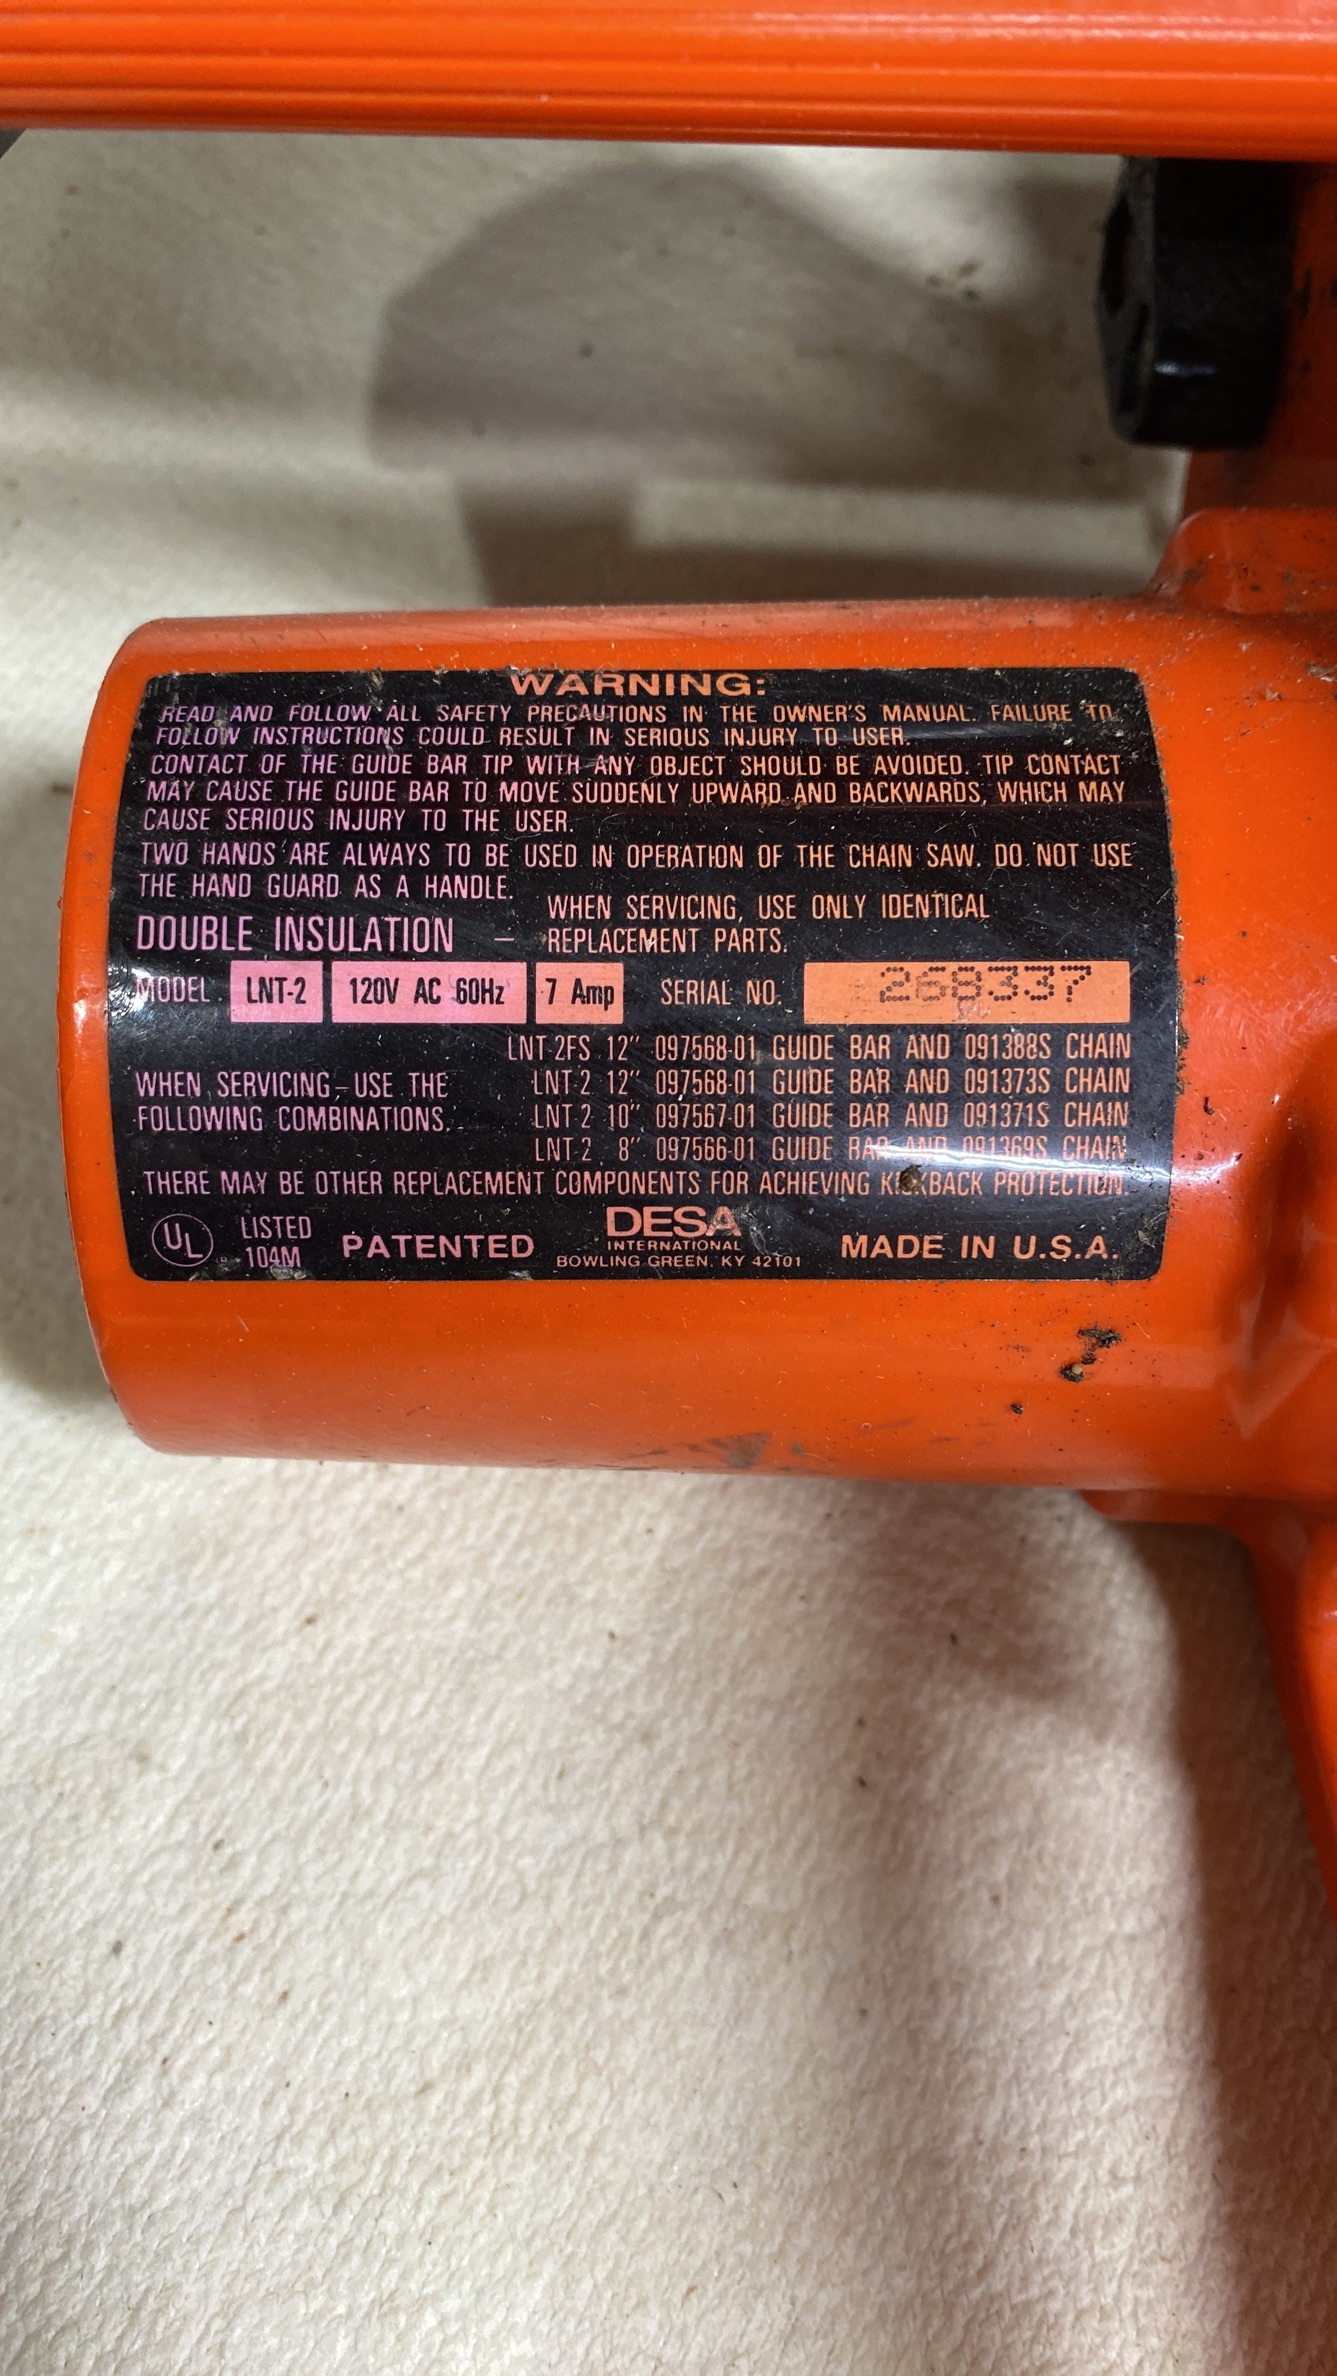 WARNING:
READ AND FOLLOW ALL SAFETY PRECAUTIONS IN THE OWNER'S MANUAL. FAILURE TO
FOLLOW INSTRUCTIONS COULD RESULT IN SERIOUS INJURY TO USER.
CONTACT OF THE GUIDE BAR TIP WITH ANY OBJECT SHOULD BE AVOIDED. TIP CONTACT
MAY CAUSE THE GUIDE BAR TO MOVE SUDDENLY UPWARD AND BACKWARDS, WHICH MAY
CAUSE SERIOUS INJURY TO THE USER.
TWO HANDS ARE ALWAYS TO BE USED IN OPERATION OF THE CHAIN SAW. DO NOT USE
THE HAND GUARD AS A HANDLE.
DOUBLE INSULATION – WHEN SERVICING, USE ONLY IDENTICAL
REPLACEMENT PARTS.
MODEL LNT-2 120V AC 60Hz 7 Amp SERIAL NO. 268337
LNT-2FS 12" 097568-01 GUIDE BAR AND 091388S CHAIN
WHEN SERVICING – USE THE LNT-2 12" 097568-01 GUIDE BAR AND 091373S CHAIN
FOLLOWING COMBINATIONS. LNT-2 10" 097567-01 GUIDE BAR AND 091371S CHAIN
LNT-2 8" 097566-01 GUIDE BAR AND 091369S CHAIN
THERE MAY BE OTHER REPLACEMENT COMPONENTS FOR ACHIEVING KICKBACK PROTECTION.
UL ® LISTED
104M
PATENTED
DESA
INTERNATIONAL
BOWLING GREEN, KY 42101
MADE IN U.S.A.